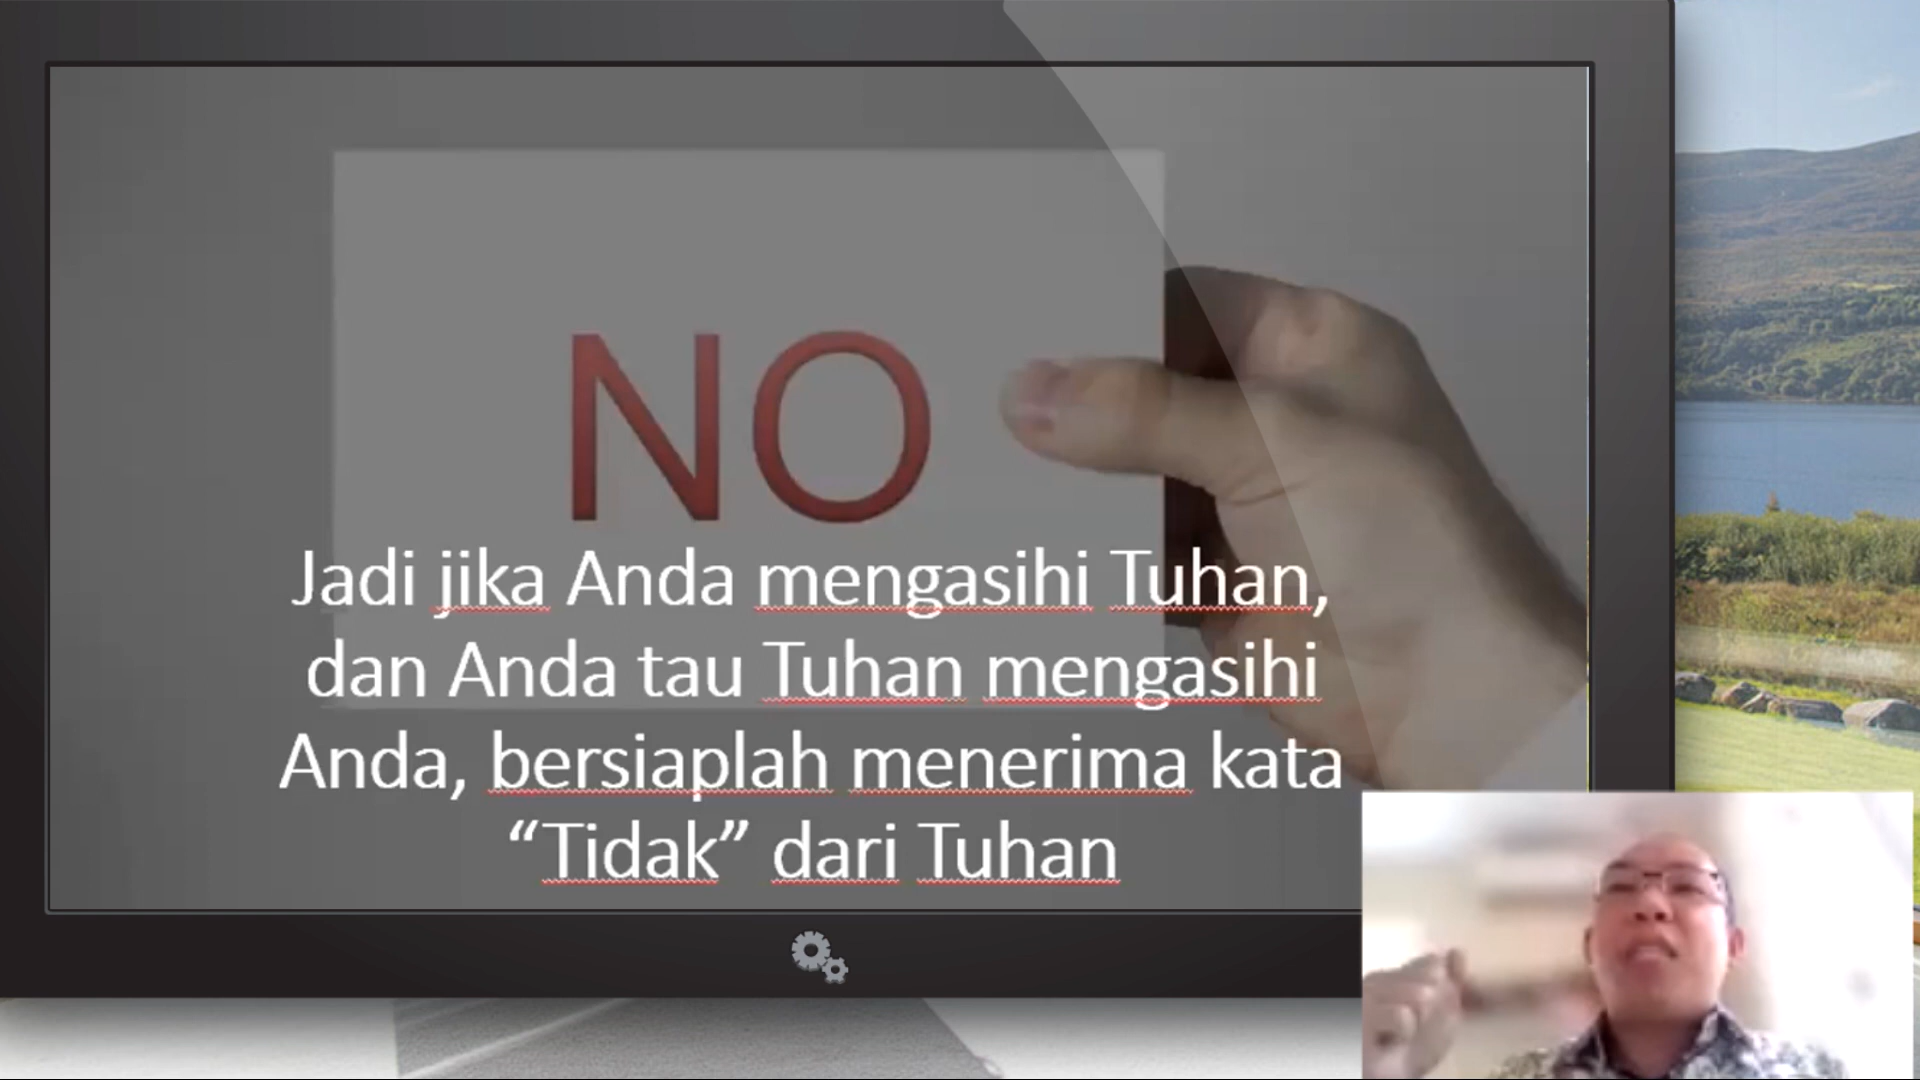 NO
Jadi jika Anda mengasihi Tuhan,
dan Anda tau Tuhan mengasihi
Anda, bersiaplah menerima kata
“Tidak” dari Tuhan